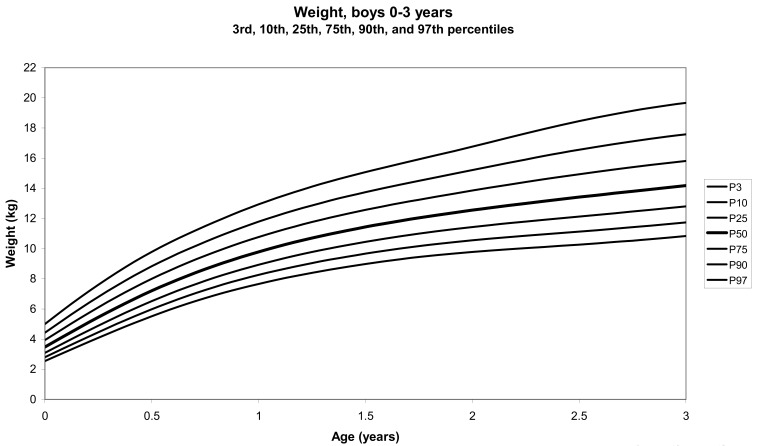 Weight, boys 0-3 years
3rd, 10th, 25th, 75th, 90th, and 97th percentiles
22
20
18
16
14
12
10
8
6
4
2
0
Weight (kg)
0 0.5 1 1.5 2 2.5 3
Age (years)
P3
P10
P25
P50
P75
P90
P97